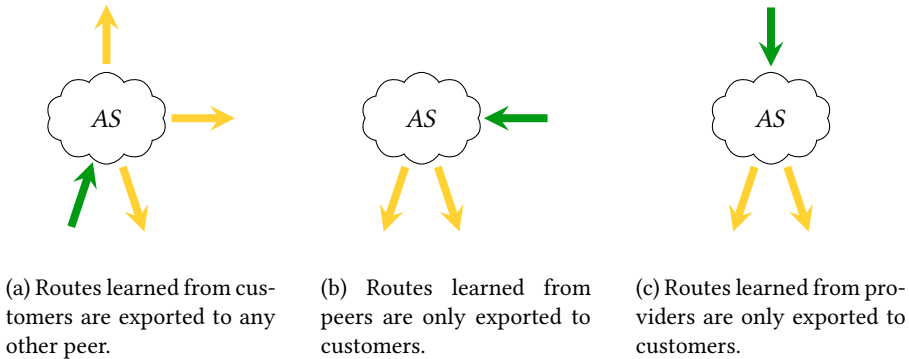 AS
AS
AS
(a) Routes learned from cus-
tomers are exported to any
other peer.
(b) Routes learned from
peers are only exported to
customers.
(c) Routes learned from pro-
viders are only exported to
customers.